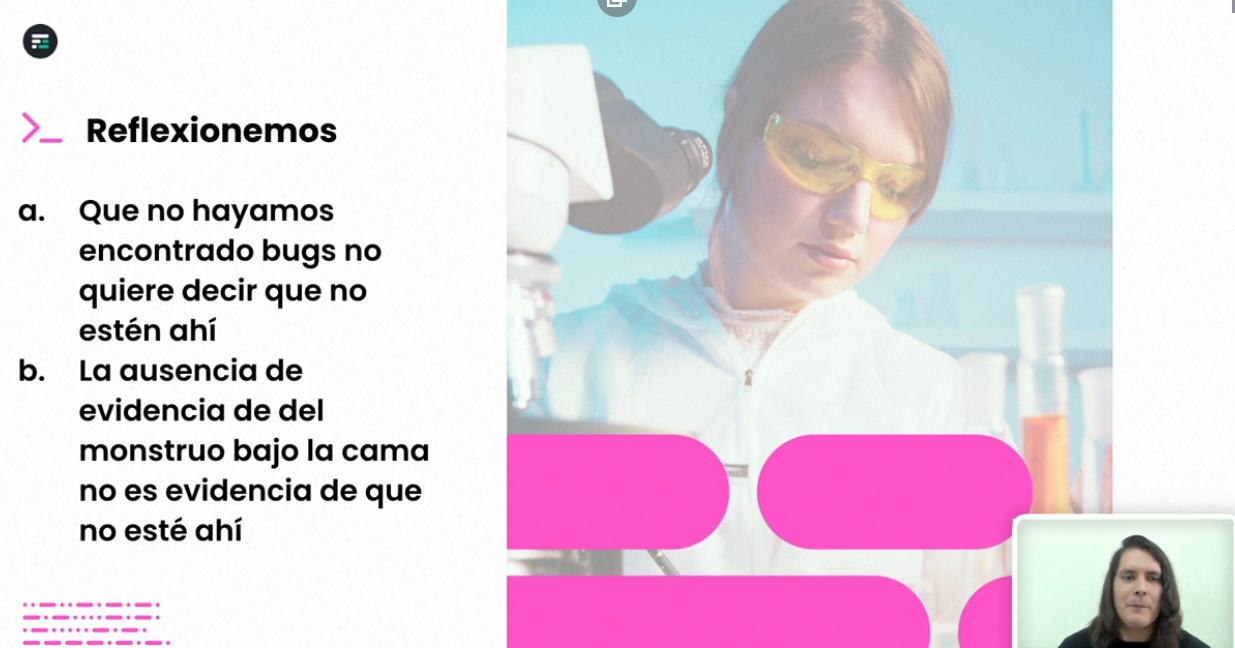 Reflexionemos
a. Que no hayamos
encontrado bugs no
quiere decir que no
estén ahí
b. La ausencia de
evidencia de del
monstruo bajo la cama
no es evidencia de que
no esté ahí